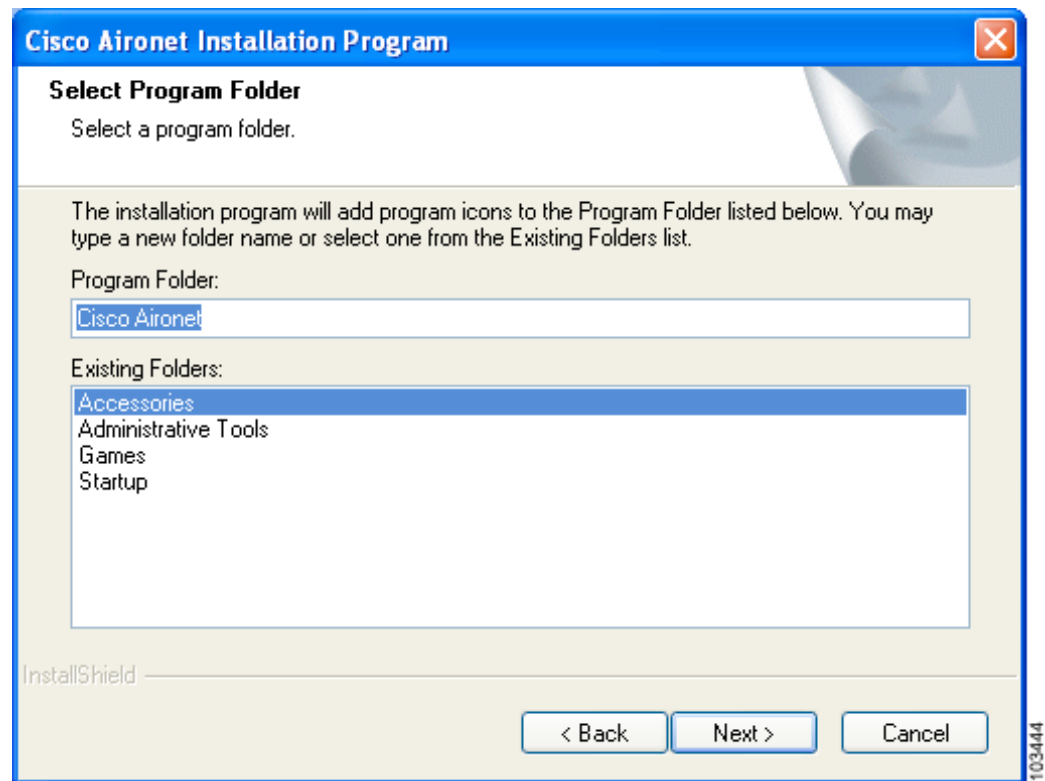 Cisco Aironet Installation Program
Select Program Folder
Select a program folder.
The installation program will add program icons to the Program Folder listed below. You may
type a new folder name or select one from the Existing Folders list.
Program Folder:
Cisco Aironet
Existing Folders:
Accessories
Administrative Tools
Games
Startup
InstallShield
< Back
Next >
Cancel
103444